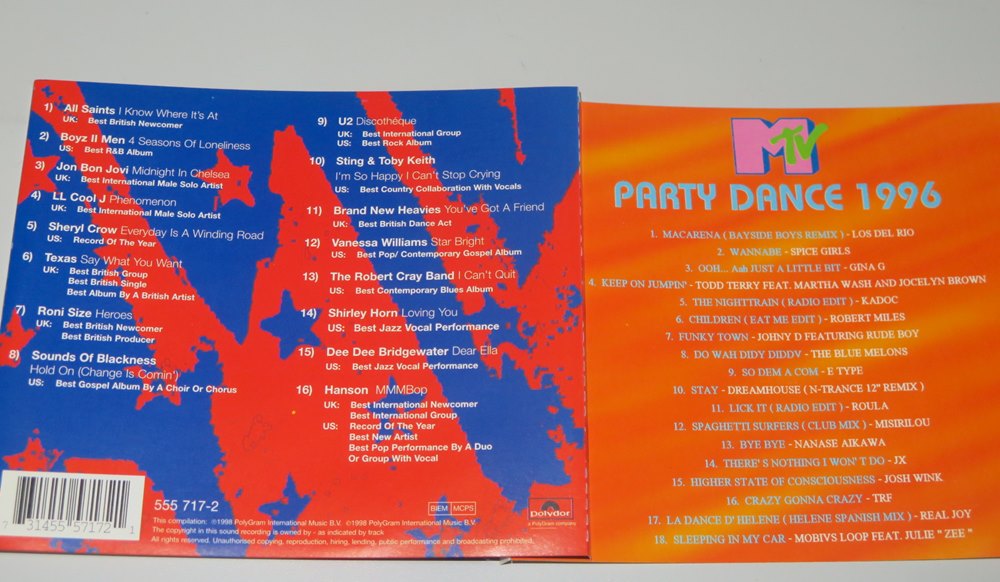 1) All Saints I Know Where It's At
UK: Best British Newcomer
2) Boyz II Men 4 Seasons Of Loneliness
US: Best R&B Album
3) Jon Bon Jovi Midnight In Chelsea
UK: Best International Male Solo Artist
4) LL Cool J Phenomenon
UK: Best International Male Solo Artist
5) Sheryl Crow Everyday Is A Winding Road
US: Record Of The Year
6) Texas Say What You Want
UK: Best British Group
Best British Single
Best Album By A British Artist
7) Roni Size Heroes
UK: Best British Newcomer
Best British Producer
8) Sounds Of Blackness
Hold On (Change Is Comin')
US: Best Gospel Album By A Choir Or Chorus
9) U2 Discothéque
UK: Best International Group
US: Best Rock Album
10) Sting & Toby Keith
I'm So Happy I Can't Stop Crying
US: Best Country Collaboration With Vocals
11) Brand New Heavies You've Got A Friend
UK: Best British Dance Act
12) Vanessa Williams Star Bright
US: Best Pop/ Contemporary Gospel Album
13) The Robert Cray Band I Can't Quit
US: Best Contemporary Blues Album
14) Shirley Horn Loving You
US: Best Jazz Vocal Performance
15) Dee Dee Bridgewater Dear Ella
US: Best Jazz Vocal Performance
16) Hanson MMMBop
UK: Best International Newcomer
Best International Group
US: Record Of The Year
Best New Artist
Best Pop Performance By A Duo
Or Group With Vocal
7 31455 57172 1
555 717-2
This compilation: ℗1998 PolyGram International Music B.V. ©1998 PolyGram International Music B.V.
The copyright in this sound recording is owned by - as indicated by track
All rights reserved. Unauthorised copying, reproduction, hiring, lending, public performance and broadcasting prohibited.
BIEM MCPS
polydor
a PolyGram company
MTV
PARTY DANCE 1996
1. MACARENA ( BAYSIDE BOYS REMIX ) - LOS DEL RIO
2. WANNABE - SPICE GIRLS
3. OOH... Aah JUST A LITTLE BIT - GINA G
4. KEEP ON JUMPIN' - TODD TERRY FEAT. MARTHA WASH AND JOCELYN BROWN
5. THE NIGHTTRAIN ( RADIO EDIT ) - KADOC
6. CHILDREN ( EAT ME EDIT ) - ROBERT MILES
7. FUNKY TOWN - JOHNY D FEATURING RUDE BOY
8. DO WAH DIDY DIDDV - THE BLUE MELONS
9. SO DEM A COM - E TYPE
10. STAY - DREAMHOUSE ( N-TRANCE 12" REMIX )
11. LICK IT ( RADIO EDIT ) - ROULA
12. SPAGHETTI SURFERS ( CLUB MIX ) - MISIRILOU
13. BYE BYE - NANASE AIKAWA
14. THERE' S NOTHING I WON' T DO - JX
15. HIGHER STATE OF CONSCIOUSNESS - JOSH WINK
16. CRAZY GONNA CRAZY - TRF
17. LA DANCE D' HELENE ( HELENE SPANISH MIX ) - REAL JOY
18. SLEEPING IN MY CAR - MOBIVS LOOP FEAT. JULIE " ZEE "